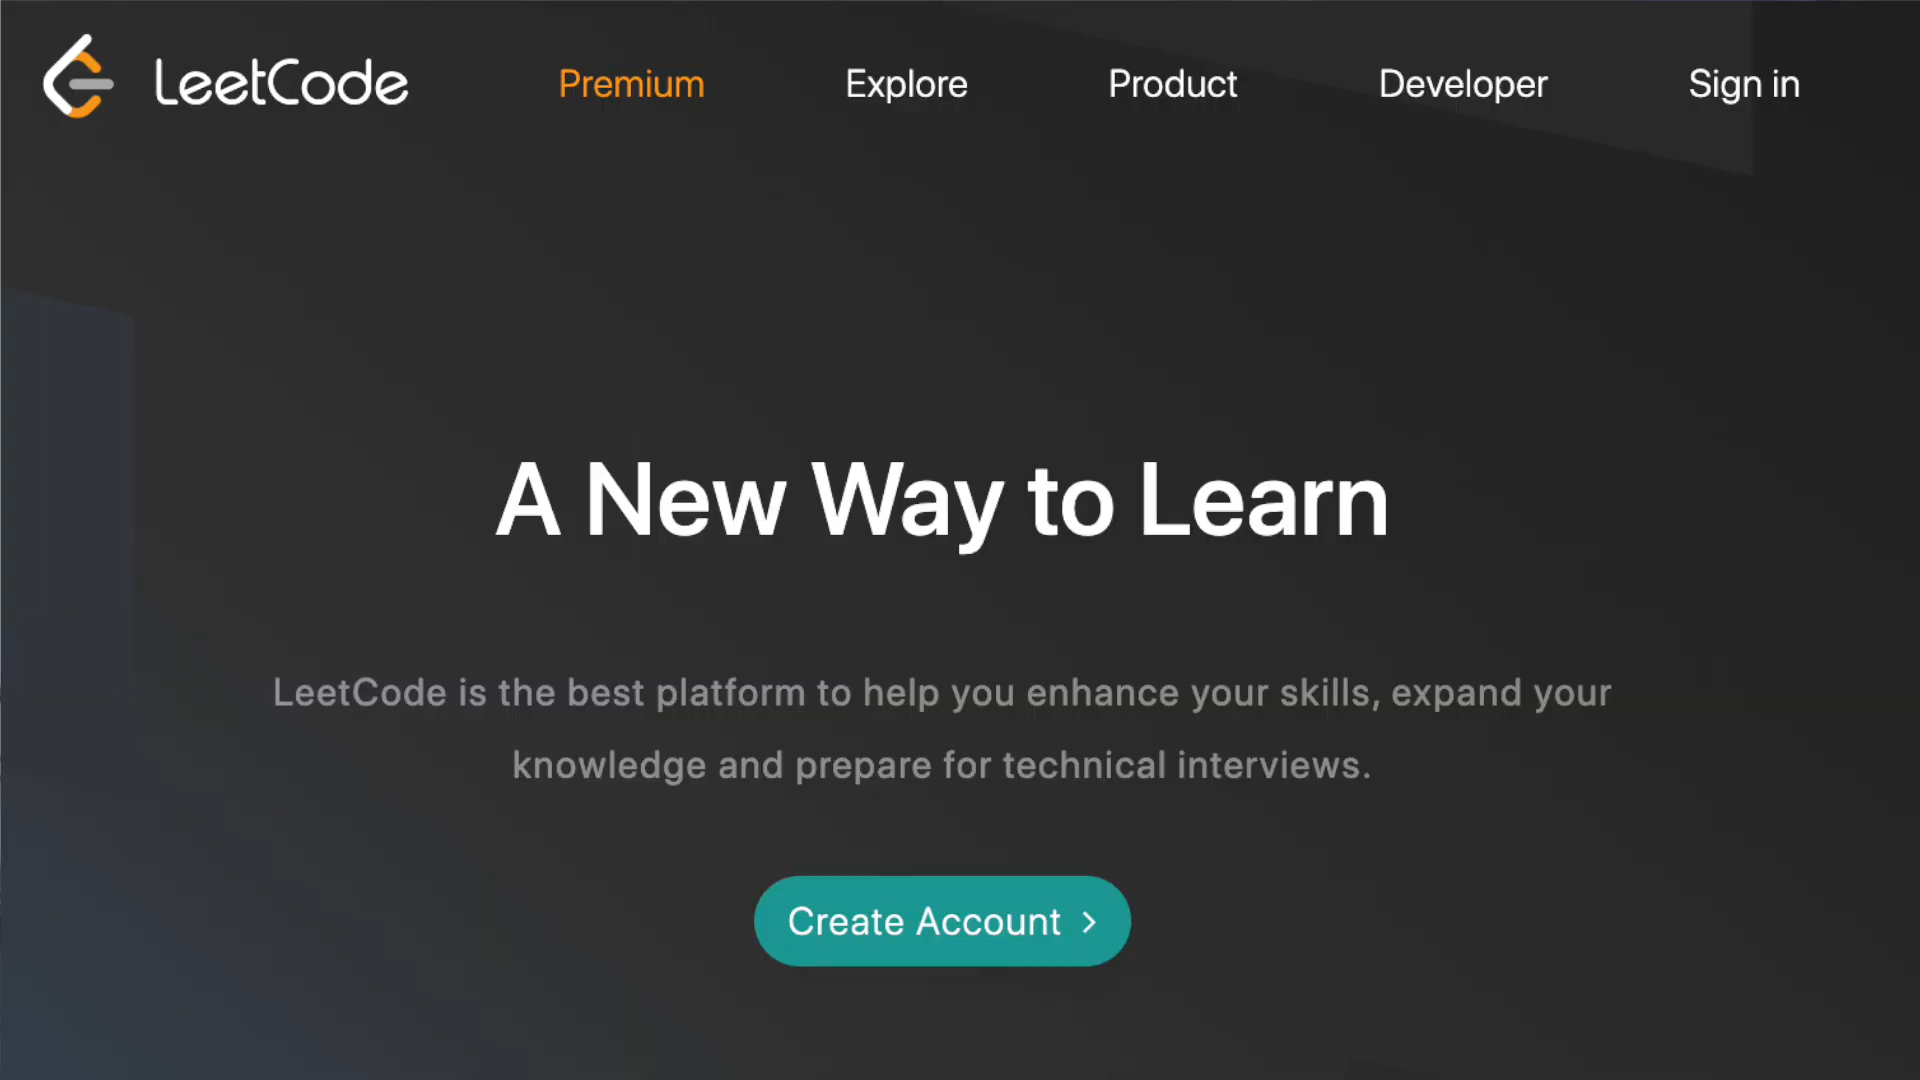 LeetCode Premium Explore Product Developer Sign in
A New Way to Learn
LeetCode is the best platform to help you enhance your skills, expand your
knowledge and prepare for technical interviews.
Create Account >